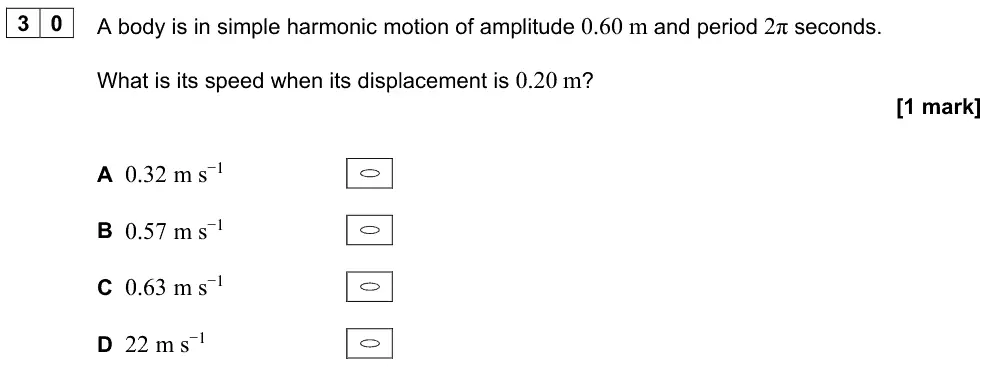 3 0 A body is in simple harmonic motion of amplitude 0.60 m and period 2π seconds.
What is its speed when its displacement is 0.20 m?
[1 mark]
A 0.32 m s⁻¹
B 0.57 m s⁻¹
C 0.63 m s⁻¹
D 22 m s⁻¹